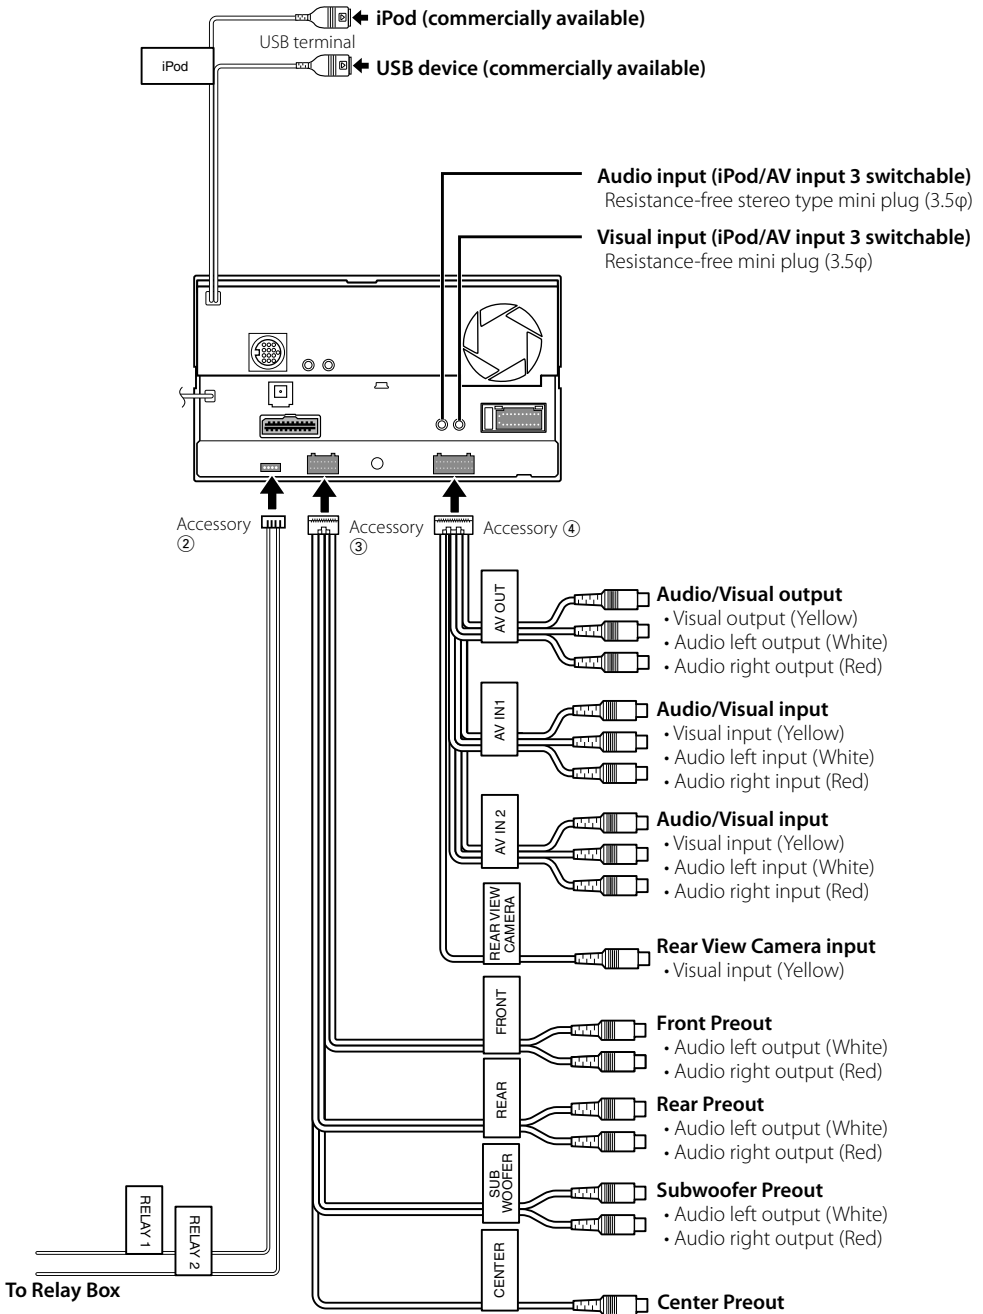 iPod (commercially available)
USB terminal
iPod
USB device (commercially available)
Audio input (iPod/AV input 3 switchable)
Resistance-free stereo type mini plug (3.5φ)
Visual input (iPod/AV input 3 switchable)
Resistance-free mini plug (3.5φ)
Accessory
②
Accessory
③
Accessory ④
AV OUT
Audio/Visual output
• Visual output (Yellow)
• Audio left output (White)
• Audio right output (Red)
AV IN1
Audio/Visual input
• Visual input (Yellow)
• Audio left input (White)
• Audio right input (Red)
AV IN 2
Audio/Visual input
• Visual input (Yellow)
• Audio left input (White)
• Audio right input (Red)
REAR VIEW
CAMERA
Rear View Camera input
• Visual input (Yellow)
FRONT
Front Preout
• Audio left output (White)
• Audio right output (Red)
REAR
Rear Preout
• Audio left output (White)
• Audio right output (Red)
SUB
WOOFER
Subwoofer Preout
• Audio left output (White)
• Audio right output (Red)
RELAY 1
RELAY 2
To Relay Box
CENTER
Center Preout